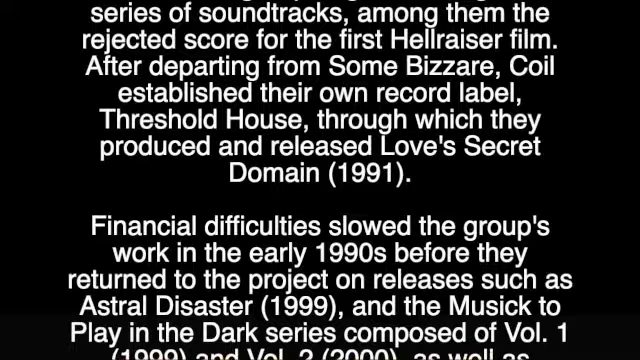 series of soundtracks, among them the
rejected score for the first Hellraiser film.
After departing from Some Bizzare, Coil
established their own record label,
Threshold House, through which they
produced and released Love's Secret
Domain (1991).
Financial difficulties slowed the group's
work in the early 1990s before they
returned to the project on releases such as
Astral Disaster (1999), and the Musick to
Play in the Dark series composed of Vol. 1
(1999) and Vol. 2 (2000), as well as